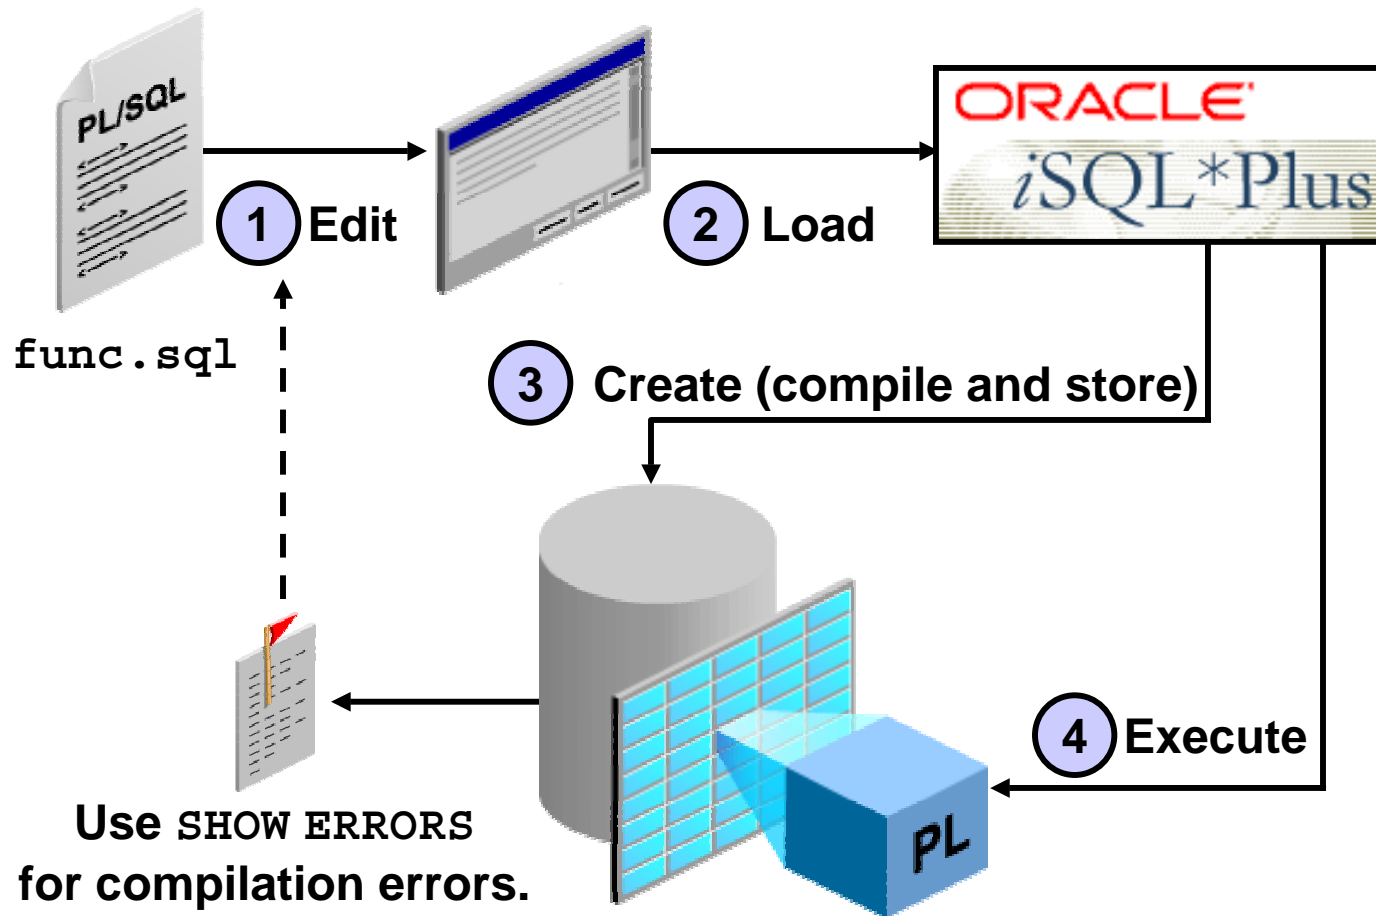 PL/SQL
ORACLE
iSQL*Plus
1 Edit
2 Load
func.sql
3 Create (compile and store)
4 Execute
PL
Use SHOW ERRORS
for compilation errors.